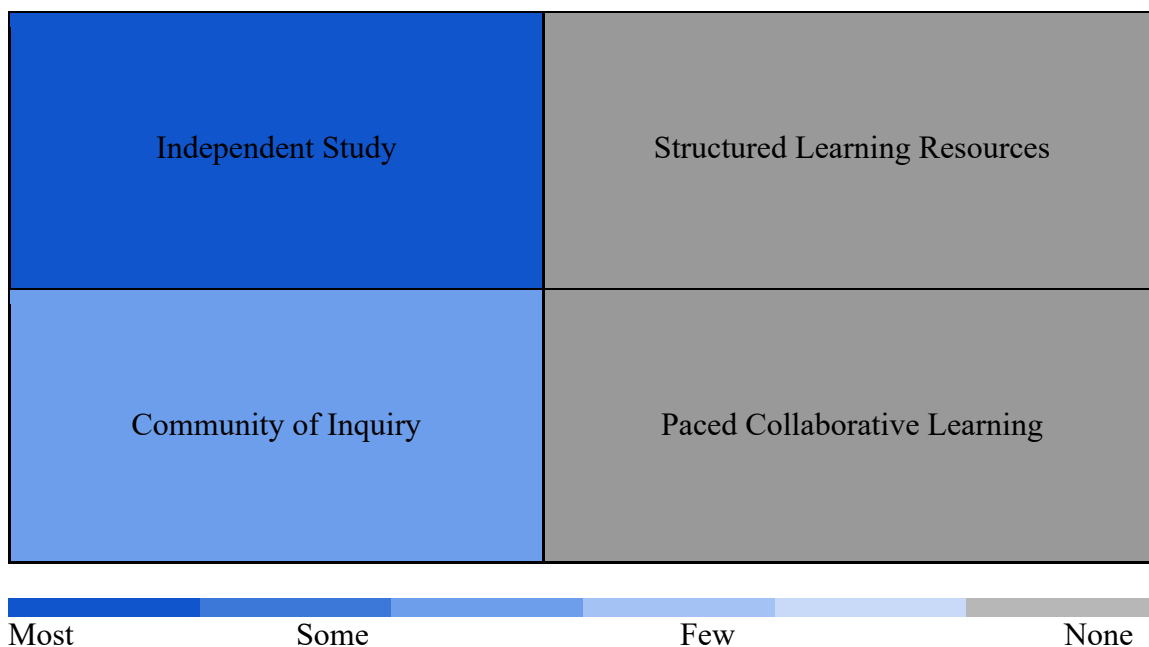 Independent Study
Structured Learning Resources
Community of Inquiry
Paced Collaborative Learning
Most Some Few None